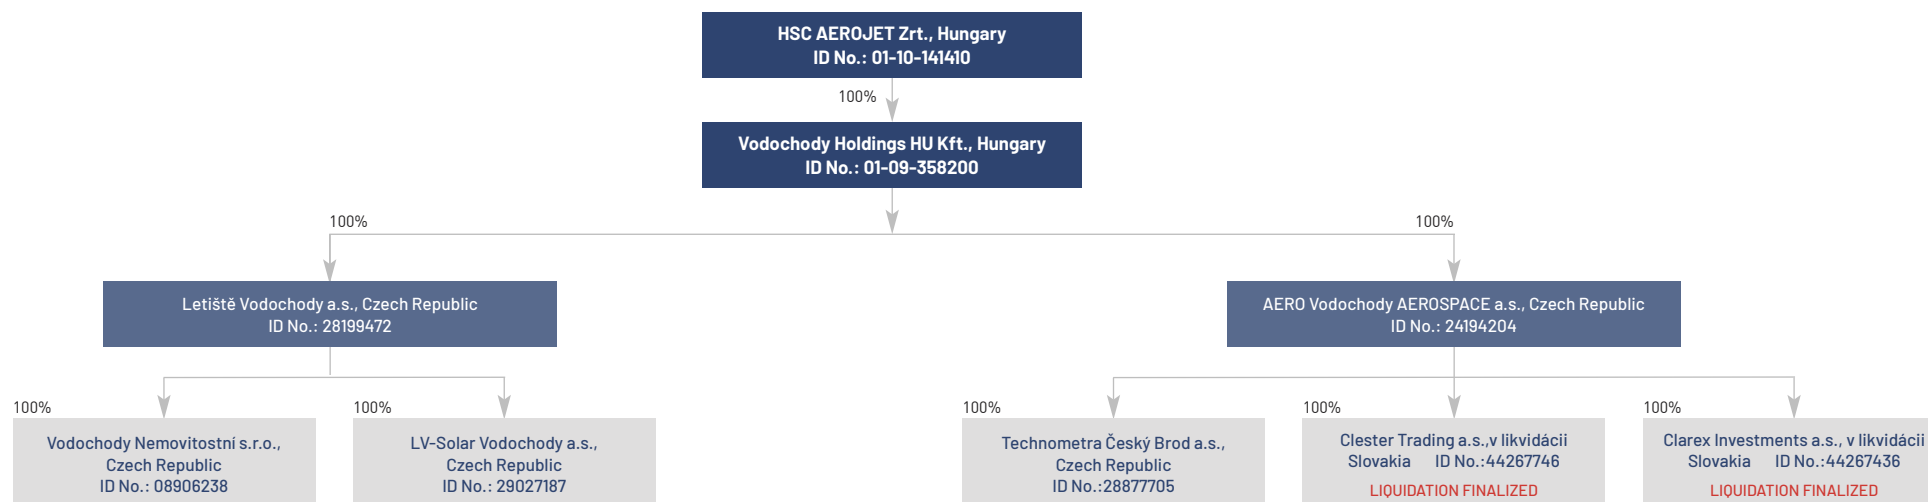 HSC AEROJET Zrt., Hungary
ID No.: 01-10-141410
100%
Vodochody Holdings HU Kft., Hungary
ID No.: 01-09-358200
100%
100%
Letiště Vodochody a.s., Czech Republic
ID No.: 28199472
AERO Vodochody AEROSPACE a.s., Czech Republic
ID No.: 24194204
100%
Vodochody Nemovitostní s.r.o.,
Czech Republic
ID No.: 08906238
100%
LV-Solar Vodochody a.s.,
Czech Republic
ID No.: 29027187
100%
Technometra Český Brod a.s.,
Czech Republic
ID No.:28877705
100%
Clester Trading a.s.,v likvidácii
Slovakia ID No.:44267746
LIQUIDATION FINALIZED
100%
Clarex Investments a.s., v likvidácii
Slovakia ID No.:44267436
LIQUIDATION FINALIZED